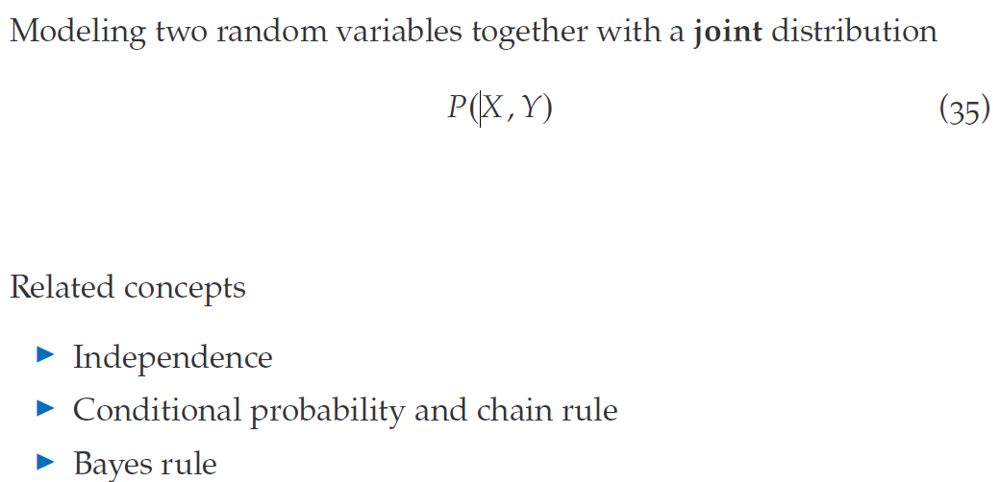 Modeling two random variables together with a joint distribution
P(X, Y) (35)
Related concepts
► Independence
► Conditional probability and chain rule
► Bayes rule